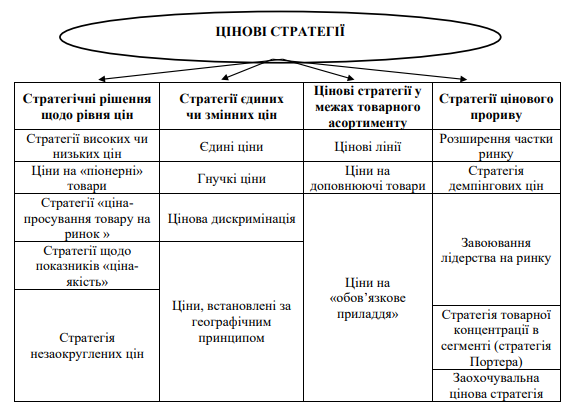 ЦІНОВІ СТРАТЕГІЇ
Стратегічні рішення
щодо рівня цін
Стратегії високих чи
низьких цін
Ціни на «піонерні»
товари
Стратегії «ціна-
просування товару на
ринок »
Стратегії щодо
показників «ціна-
якість»
Стратегія
незаокруглених цін
Стратегії єдиних
чи змінних цін
Єдині ціни
Гнучкі ціни
Цінова дискримінація
Ціни, встановлені за
географічним
принципом
Цінові стратегії у
межах товарного
асортименту
Цінові лінії
Ціни на
доповнюючі товари
Ціни на
«обов’язкове
приладдя»
Стратегії цінового
прориву
Розширення частки
ринку
Стратегія
демпінгових цін
Завоювання
лідерства на ринку
Стратегія товарної
концентрації в
сегменті (стратегія
Портера)
Заохочувальна
цінова стратегія